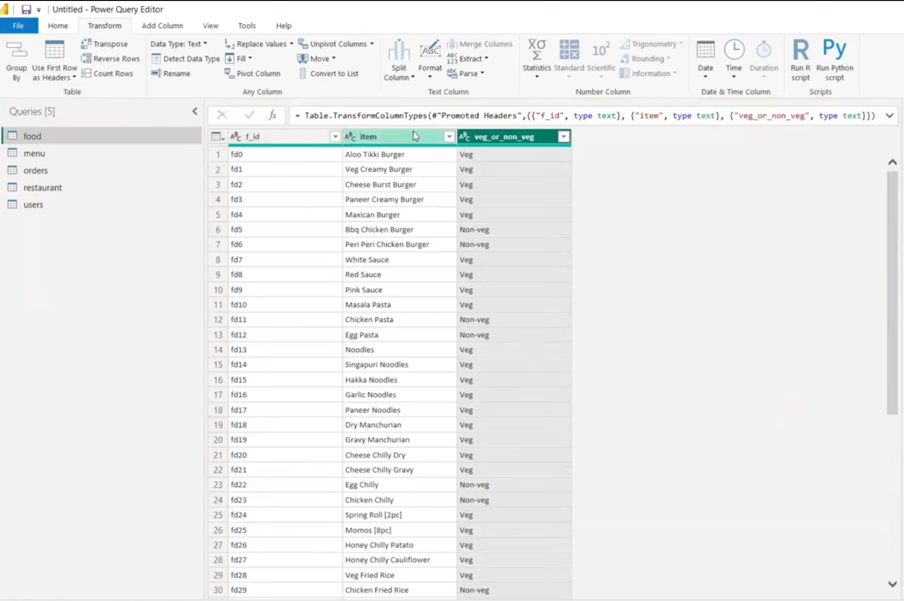 Untitled - Power Query Editor
File Home Transform Add Column View Tools Help
Group By
Use First Row as Headers
Transpose
Reverse Rows
Count Rows
Table
Data Type: Text
Detect Data Type
Rename
Replace Values
Fill
Pivot Column
Unpivot Columns
Move
Convert to List
Any Column
Split Column
Format
Merge Columns
Extract
Parse
Text Column
Statistics
Standard
Scientific
Trigonometry
Rounding
Information
Number Column
Date
Time
Duration
Date & Time Column
Run R script
Run Python script
Scripts
Queries [5]
food
menu
orders
restaurant
users
= Table.TransformColumnTypes(#"Promoted Headers",{{"f_id", type text}, {"item", type text}, {"veg_or_non_veg", type text}})
f_id item veg_or_non_veg
1 fd0 Aloo Tikki Burger Veg
2 fd1 Veg Creamy Burger Veg
3 fd2 Cheese Burst Burger Veg
4 fd3 Paneer Creamy Burger Veg
5 fd4 Maxican Burger Veg
6 fd5 Bbq Chicken Burger Non-veg
7 fd6 Peri Peri Chicken Burger Non-veg
8 fd7 White Sauce Veg
9 fd8 Red Sauce Veg
10 fd9 Pink Sauce Veg
11 fd10 Masala Pasta Veg
12 fd11 Chicken Pasta Non-veg
13 fd12 Egg Pasta Non-veg
14 fd13 Noodles Veg
15 fd14 Singapuri Noodles Veg
16 fd15 Hakka Noodles Veg
17 fd16 Garlic Noodles Veg
18 fd17 Paneer Noodles Veg
19 fd18 Dry Manchurian Veg
20 fd19 Gravy Manchurian Veg
21 fd20 Cheese Chilly Dry Veg
22 fd21 Cheese Chilly Gravy Veg
23 fd22 Egg Chilly Non-veg
24 fd23 Chicken Chilly Non-veg
25 fd24 Spring Roll [2pc] Veg
26 fd25 Momos [8pc] Veg
27 fd26 Honey Chilly Patato Veg
28 fd27 Honey Chilly Cauliflower Veg
29 fd28 Veg Fried Rice Veg
30 fd29 Chicken Fried Rice Non-veg